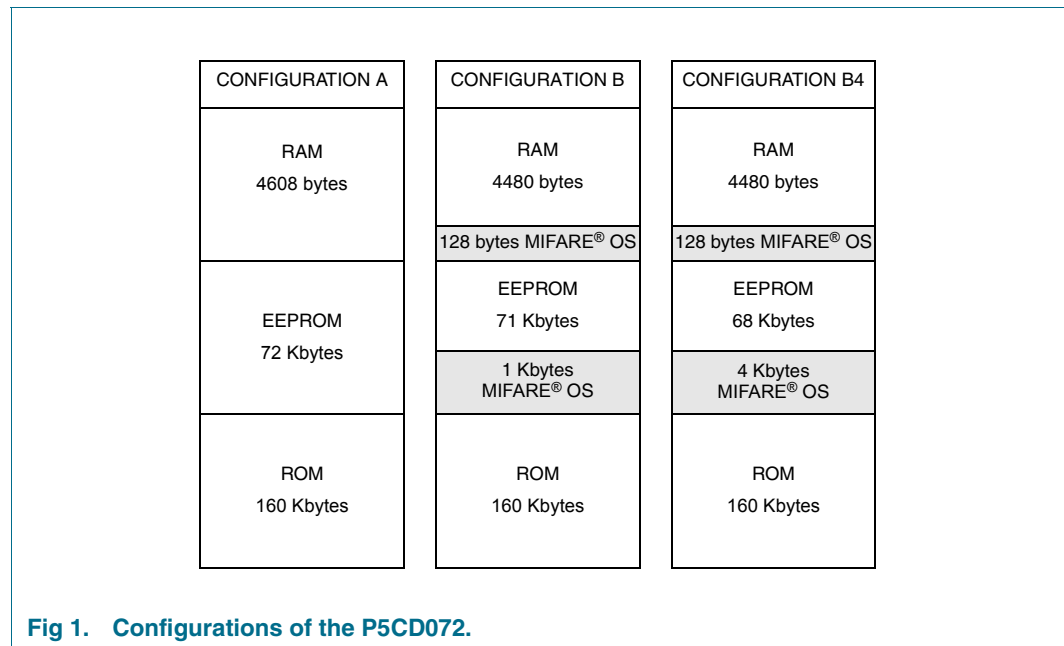 CONFIGURATION A
RAM
4608 bytes
EEPROM
72 Kbytes
ROM
160 Kbytes
CONFIGURATION B
RAM
4480 bytes
128 bytes MIFARE® OS
EEPROM
71 Kbytes
1 Kbytes
MIFARE® OS
ROM
160 Kbytes
CONFIGURATION B4
RAM
4480 bytes
128 bytes MIFARE® OS
EEPROM
68 Kbytes
4 Kbytes
MIFARE® OS
ROM
160 Kbytes
Fig 1. Configurations of the P5CD072.